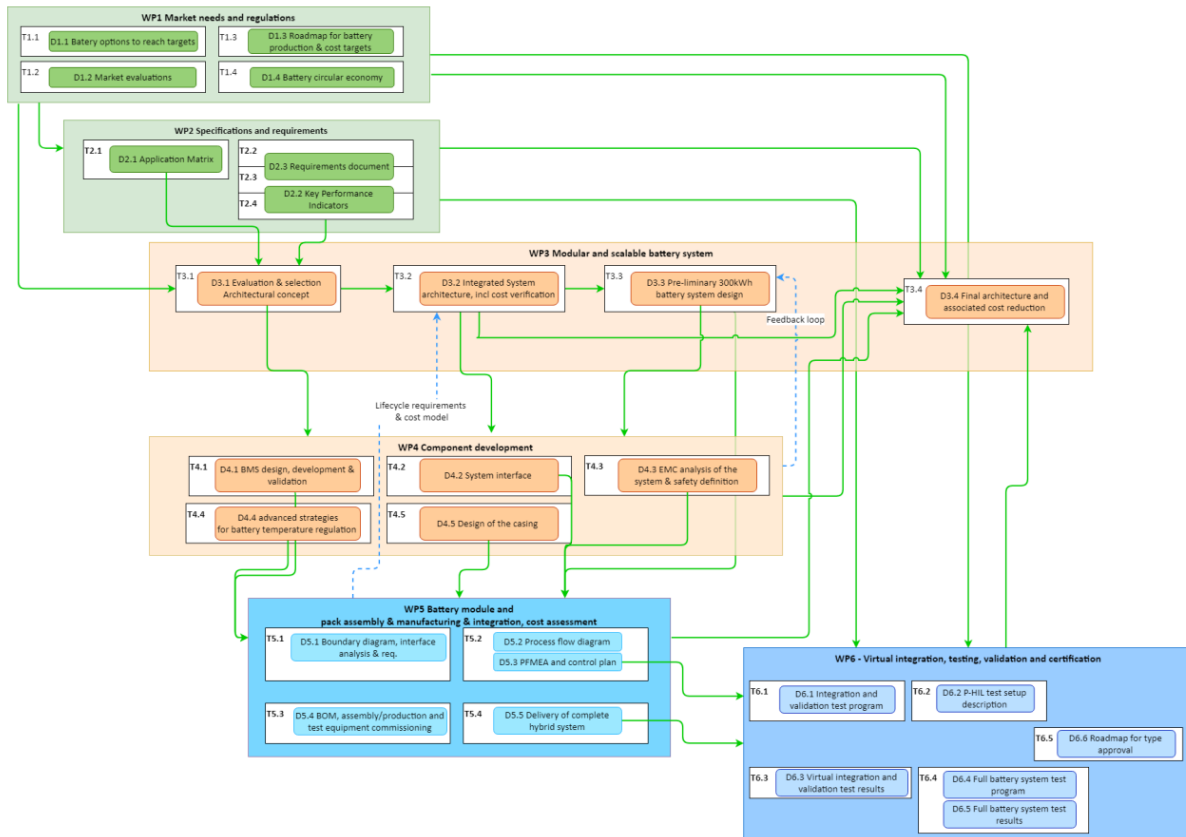 WP1 Market needs and regulations
T1.1
D1.1 Batery options to reach targets
T1.3
D1.3 Roadmap for battery
production & cost targets
T1.2
D1.2 Market evaluations
T1.4
D1.4 Battery circular economy
WP2 Specifications and requirements
T2.1
D2.1 Application Matrix
T2.2
D2.3 Requirements document
T2.3
T2.4
D2.2 Key Performance
Indicators
WP3 Modular and scalable battery system
T3.1
D3.1 Evaluation & selection
Architectural concept
T3.2
D3.2 Integrated System
architecture, incl cost verification
T3.3
D3.3 Pre-liminary 300kWh
battery system design
T3.4
D3.4 Final architecture and
associated cost reduction
Feedback loop
Lifecycle requirements
& cost model
WP4 Component development
T4.1
D4.1 BMS design, development &
validation
T4.2
D4.2 System interface
T4.3
D4.3 EMC analysis of the
system & safety definition
T4.4
D4.4 advanced strategies
for battery temperature regulation
T4.5
D4.5 Design of the casing
WP5 Battery module and
pack assembly & manufacturing & integration, cost assessment
T5.1
D5.1 Boundary diagram, interface
analysis & req.
T5.2
D5.2 Process flow diagram
D5.3 PFMEA and control plan
T5.3
D5.4 BOM, assembly/production and
test equipment commissioning
T5.4
D5.5 Delivery of complete
hybrid system
WP6 - Virtual integration, testing, validation and certification
T6.1
D6.1 Integration and
validation test program
T6.2
D6.2 P-HIL test setup
description
T6.5
D6.6 Roadmap for type
approval
T6.3
D6.3 Virtual integration and
validation test results
T6.4
D6.4 Full battery system test
program
D6.5 Full battery system test
results